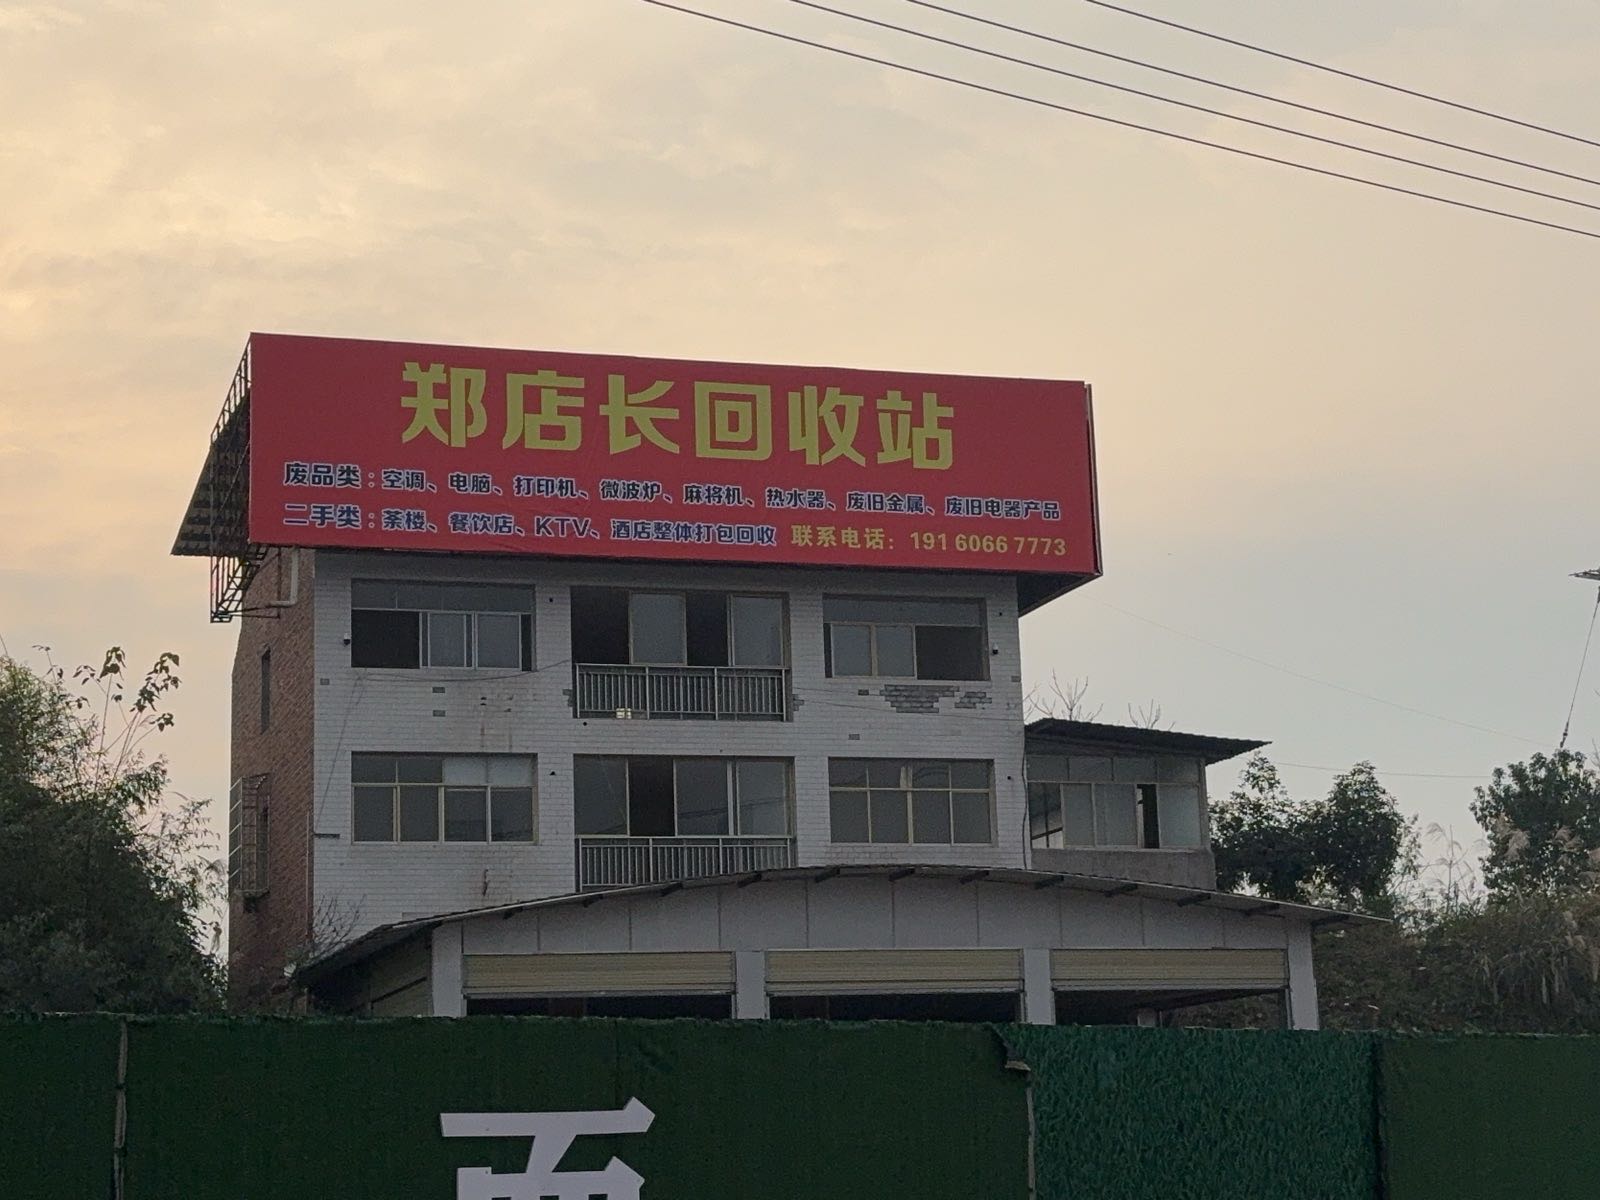 郑店长回收站
废品类：空调、电脑、打印机、微波炉、麻将机、热水器、废旧金属、废旧电器产品
二手类：茶楼、餐饮店、KTV、酒店整体打包回收 联系电话：191 6066 7773